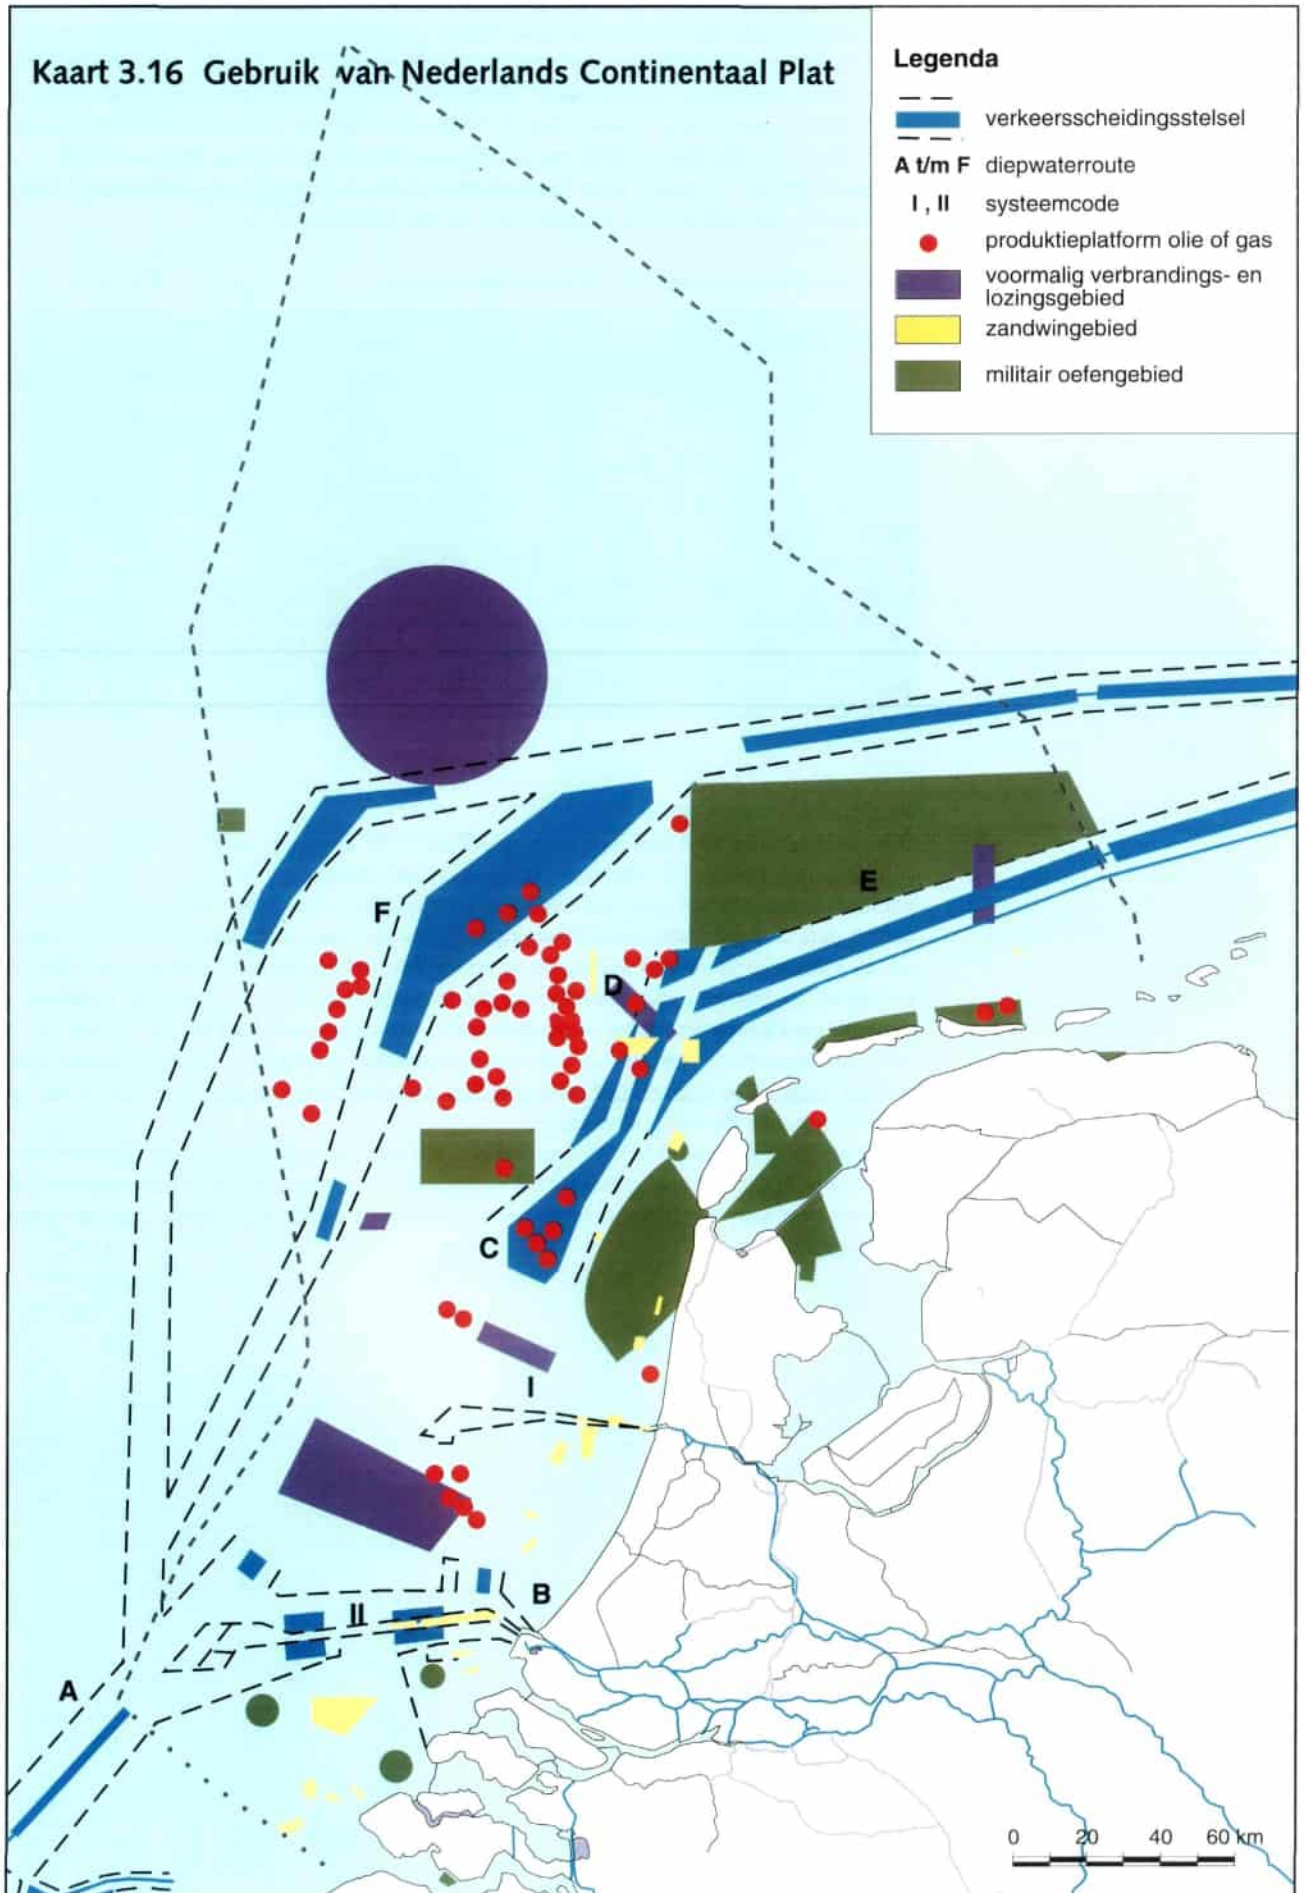 Kaart 3.16 Gebruik van Nederlands Continentaal Plat
Legenda
verkeersscheidingsstelsel
A t/m F diepwaterroute
I , II systeemcode
produktieplatform olie of gas
voormalig verbrandings- en
lozingsgebied
zandwingebied
militair oefengebied
E
F
D
C
I
B
II
A
0 20 40 60 km